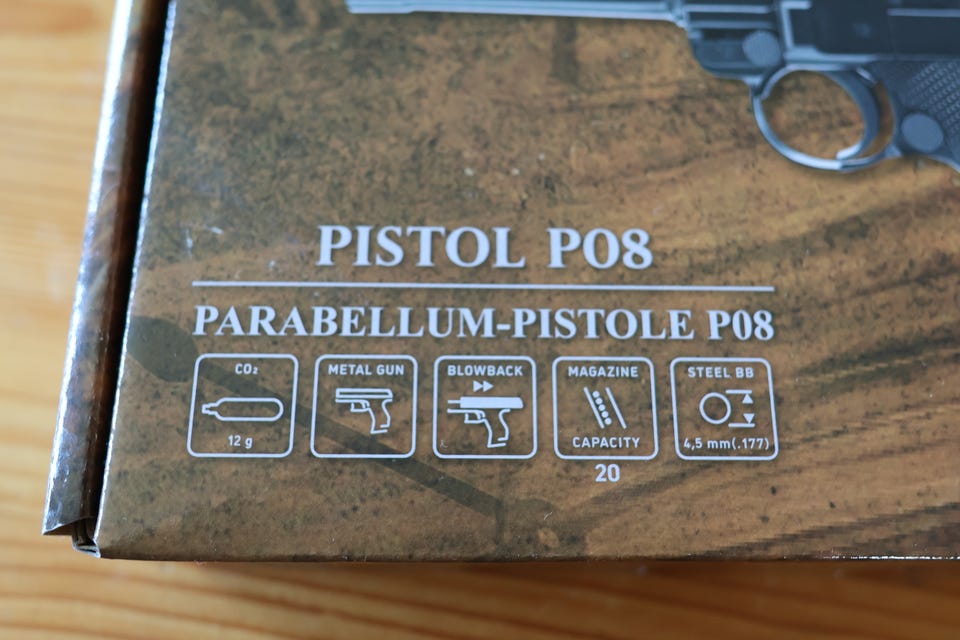 PISTOL P08
PARABELLUM-PISTOLE P08
CO₂
12 g
METAL GUN
BLOWBACK
MAGAZINE
CAPACITY
20
STEEL BB
4,5 mm(.177)